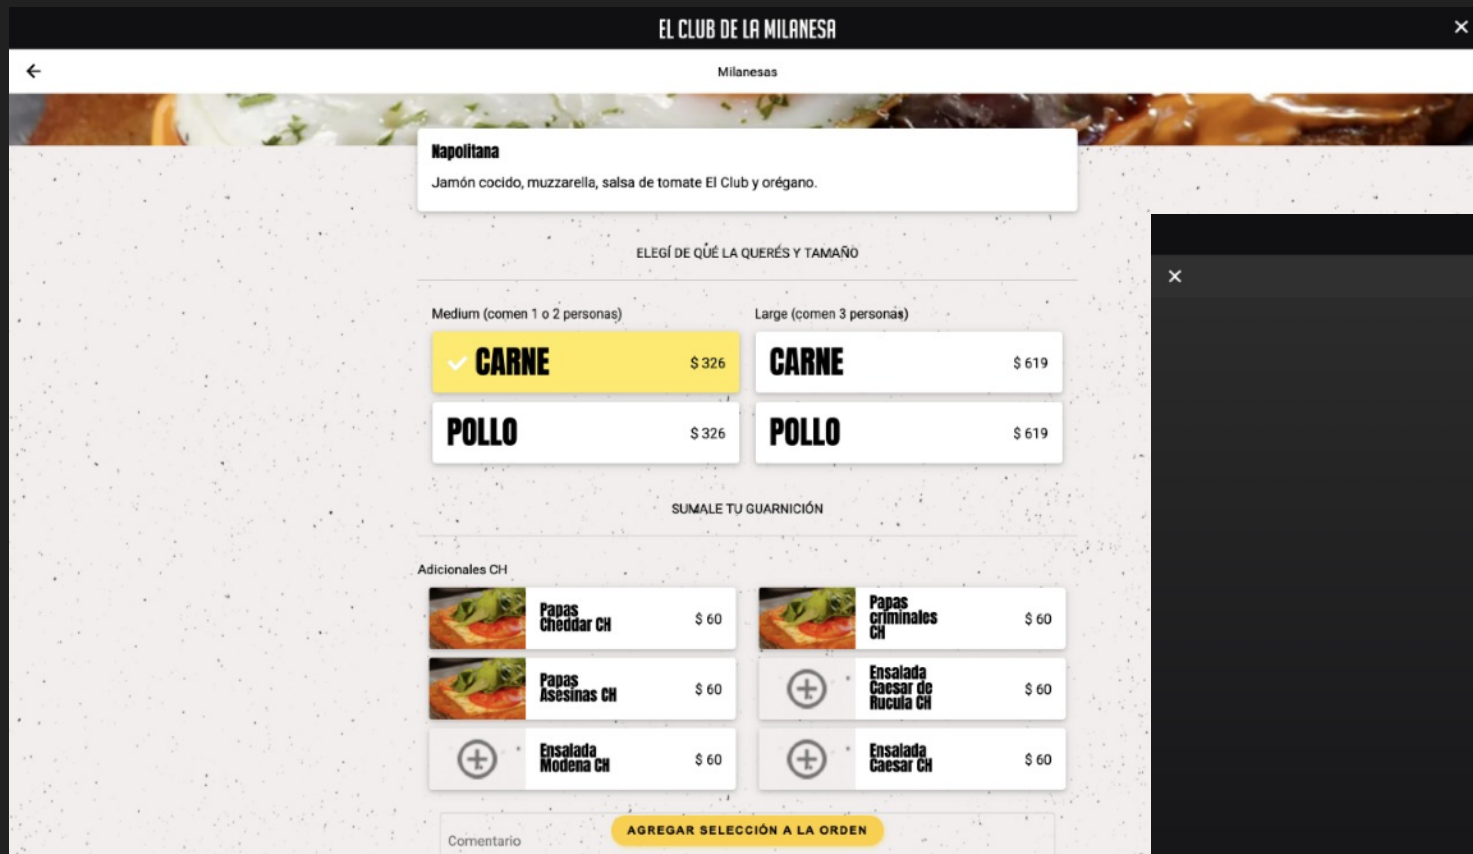 EL CLUB DE LA MILANESA
Milanesas
Napolitana
Jamón cocido, muzzarella, salsa de tomate El Club y orégano.
ELEGÍ DE QUÉ LA QUERÉS Y TAMAÑO
Medium (comen 1 o 2 personas)
CARNE $ 326
POLLO $ 326
Large (comen 3 personas)
CARNE $ 619
POLLO $ 619
SUMALE TU GUARNICIÓN
Adicionales CH
Papas
Cheddar CH
$ 60
Papas
criminales
CH
$ 60
Papas
Asesinas CH
$ 60
Ensalada
Caesar de
Rucula CH
$ 60
Ensalada
Modena CH
$ 60
Ensalada
Caesar CH
$ 60
Comentario
AGREGAR SELECCIÓN A LA ORDEN